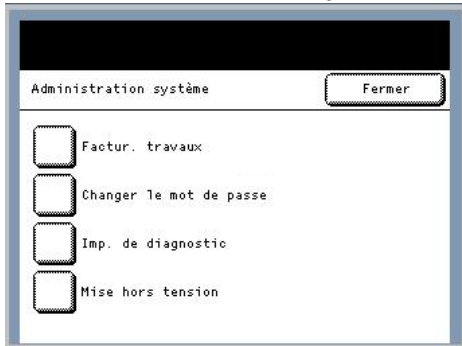 Administration système
Fermer
Factur. travaux
Changer le mot de passe
Imp. de diagnostic
Mise hors tension